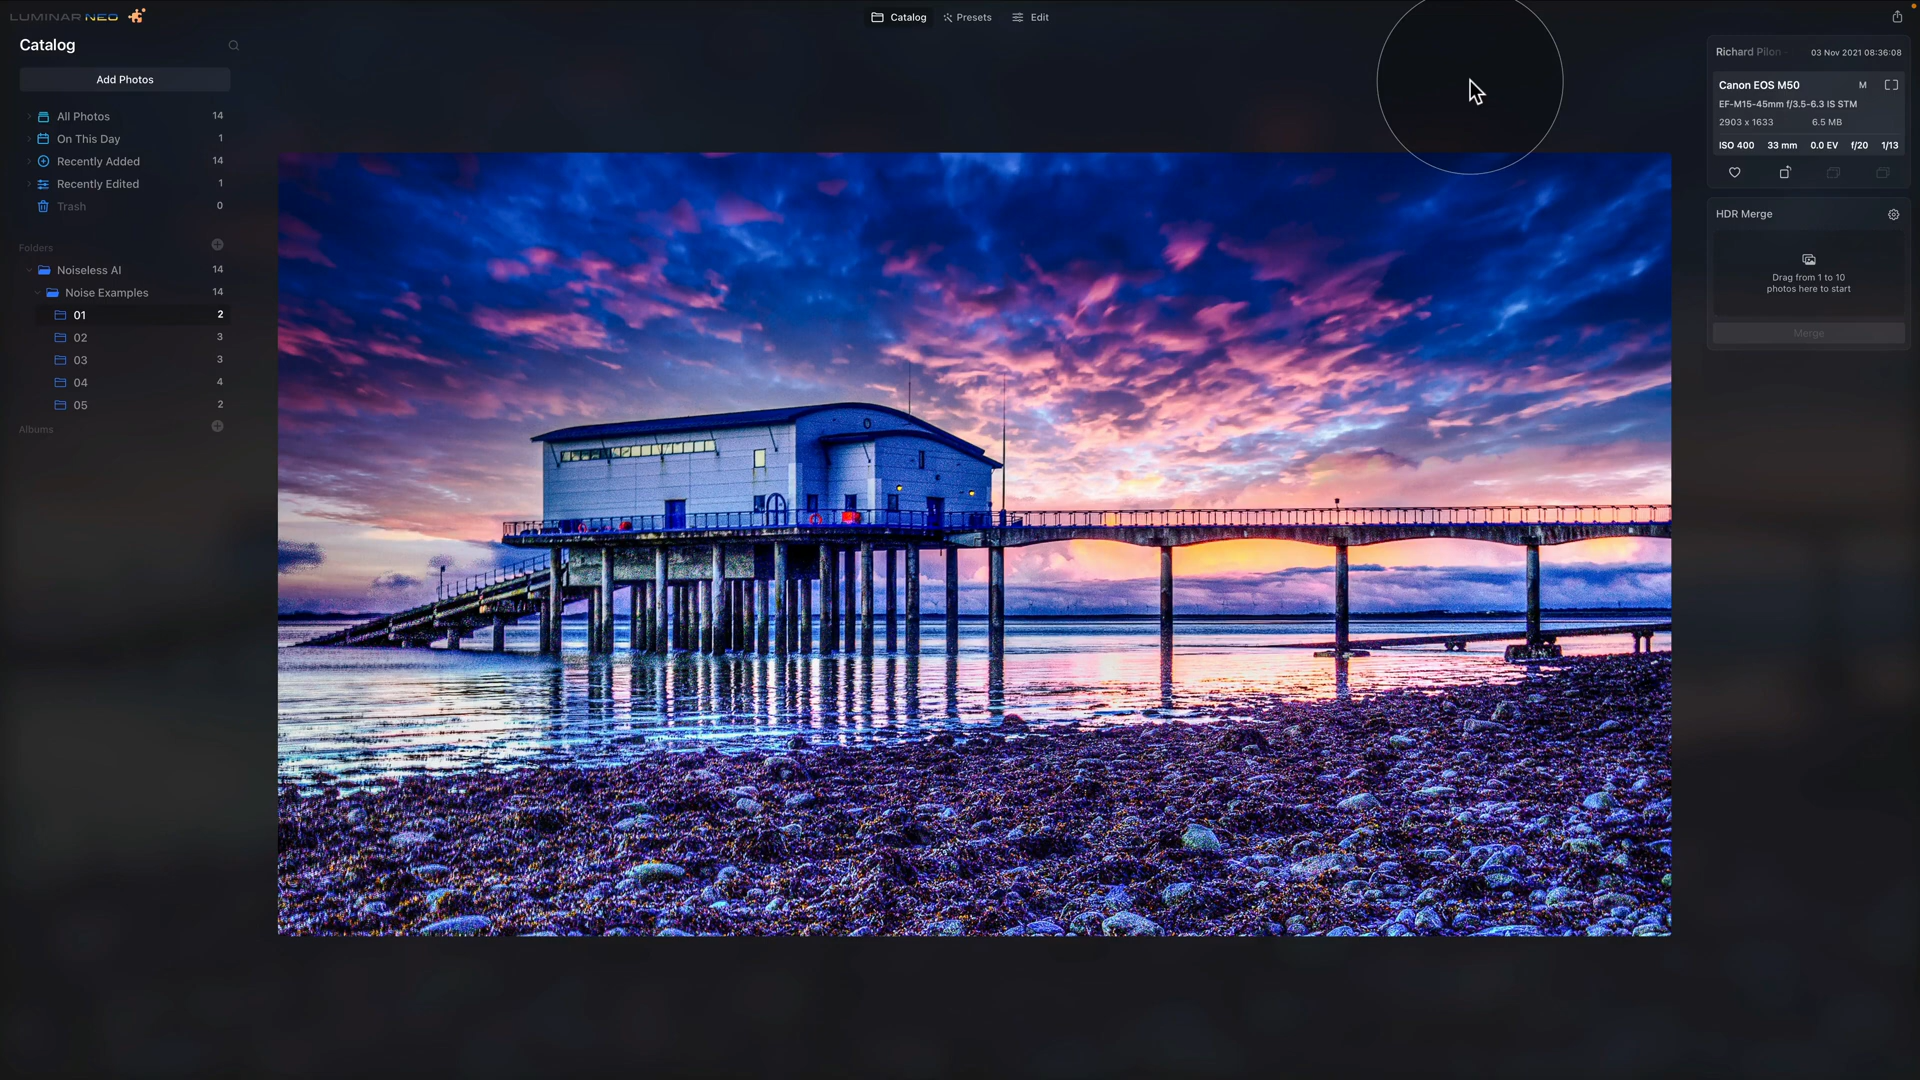 LUMINAR NEO
Catalog
Presets
Edit
Catalog
Add Photos
All Photos 14
On This Day 1
Recently Added 14
Recently Edited 1
Trash 0
Folders
Noiseless AI 14
Noise Examples 14
01 2
02 3
03 3
04 4
05 2
Albums
Richard Pilon 03 Nov 2021 08:36:08
Canon EOS M50 M
EF-M15-45mm f/3.5-6.3 IS STM
2903 x 1633 6.5 MB
ISO 400 33 mm 0.0 EV f/20 1/13
HDR Merge
Drag from 1 to 10
photos here to start
Merge